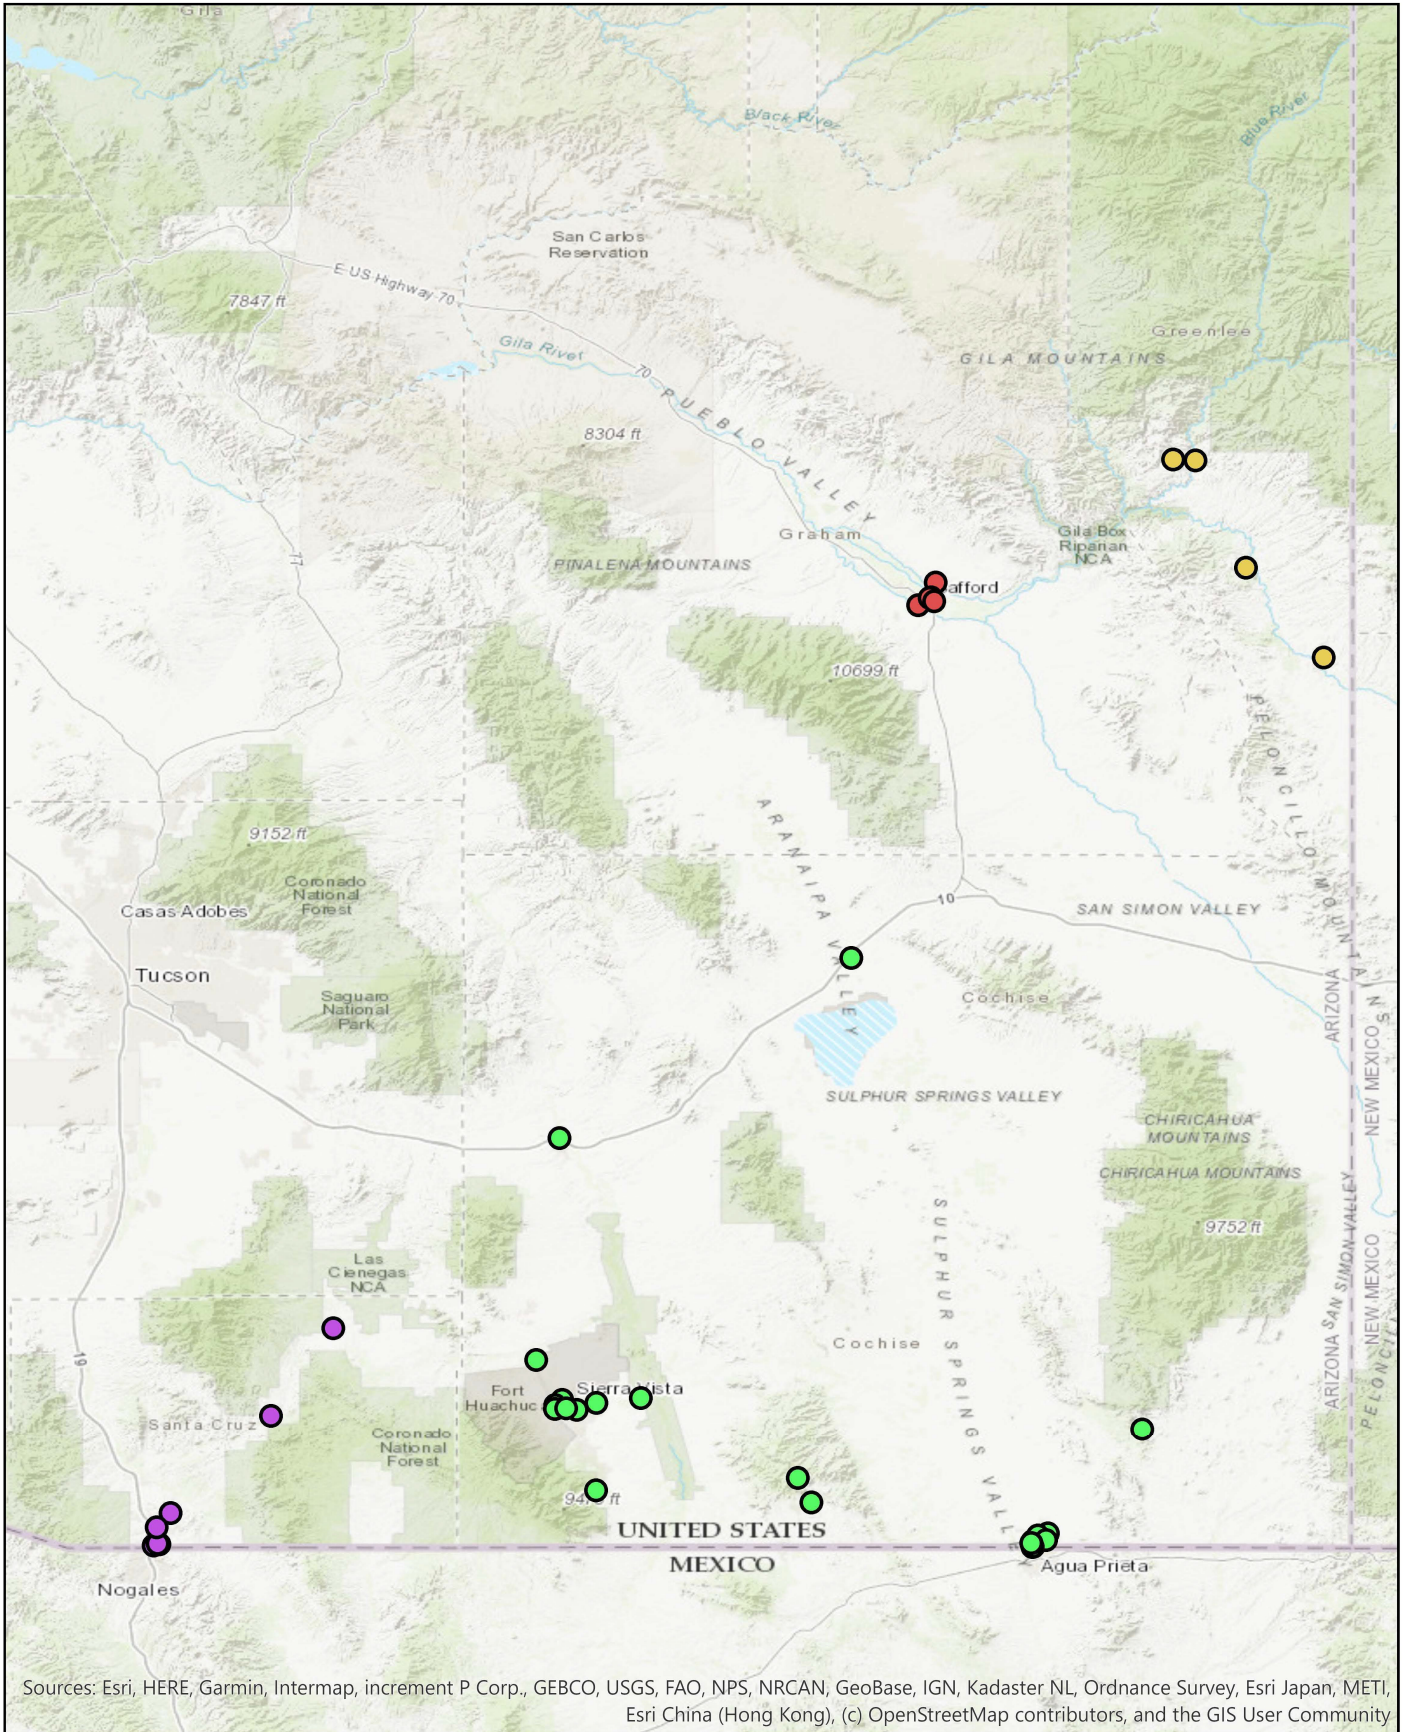 Gila
Black River
Blue River
San Carlos
Reservation
E US Highway 70
7847 ft
Gila River
Greenlee
GILA MOUNTAINS
70
PUEBLO VALLEY
8304 ft
77
Graham
Gila Box
Riparian
NCA
PINALENA MOUNTAINS
afford
10699 ft
PELONCILLO MOUNTAINS
ARANAIPA VALLEY
9152 ft
Coronado
National
Forest
Casas Adobes
10
SAN SIMON VALLEY
Tucson
Saguaro
National
Park
Cochise
ARIZONA
NEW MEXICO
SULPHUR SPRINGS VALLEY
CHIRICAHUA
MOUNTAINS
CHIRICAHUA MOUNTAINS
9752 ft
SAN SIMON VALLEY
SULPHUR SPRINGS VALL
Las
Cienegas
NCA
ARIZONA
NEW MEXICO
PELONCI
19
Cochise
Fort
Huachuc
Sierra Vista
Santa Cruz
Coronado
National
Forest
UNITED STATES
MEXICO
Agua Prieta
Nogales
Sources: Esri, HERE, Garmin, Intermap, increment P Corp., GEBCO, USGS, FAO, NPS, NRCAN, GeoBase, IGN, Kadaster NL, Ordnance Survey, Esri Japan, METI,
Esri China (Hong Kong), (c) OpenStreetMap contributors, and the GIS User Community